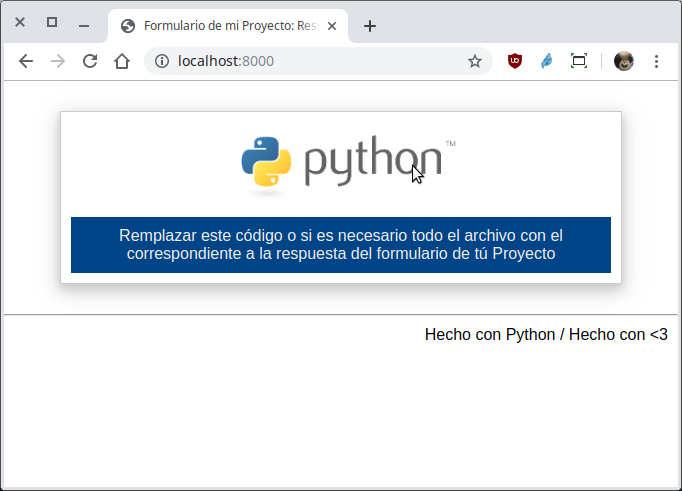 Formulario de mi Proyecto: Res
localhost:8000
UD
python™
Remplazar este código o si es necesario todo el archivo con el
correspondiente a la respuesta del formulario de tú Proyecto
Hecho con Python / Hecho con <3